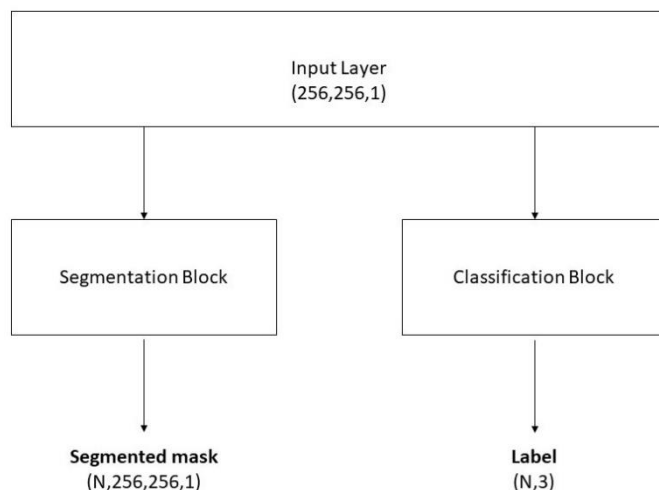 Input Layer
(256,256,1)
Segmentation Block
Classification Block
Segmented mask
(N,256,256,1)
Label
(N,3)